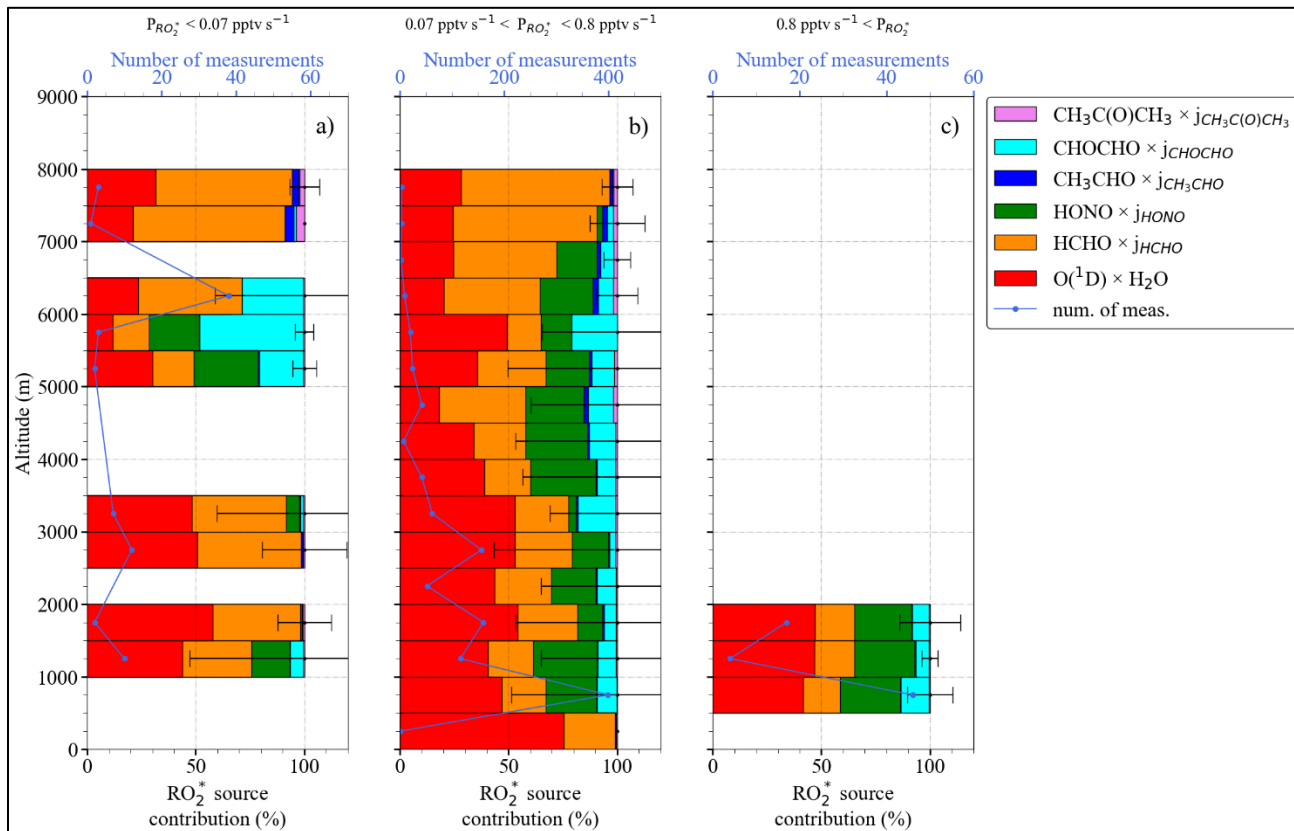 P_{RO_2^*} < 0.07 pptv s⁻¹
0.07 pptv s⁻¹ < P_{RO_2^*} < 0.8 pptv s⁻¹
0.8 pptv s⁻¹ < P_{RO_2^*}
Number of measurements
Number of measurements
Number of measurements
0 20 40 60
0 200 400
0 20 40 60
a)
b)
c)
9000
8000
7000
6000
5000
4000
3000
2000
1000
0
Altitude (m)
0 50 100
0 50 100
0 50 100
RO₂* source
contribution (%)
RO₂* source
contribution (%)
RO₂* source
contribution (%)
CH₃C(O)CH₃ × j_{CH₃C(O)CH₃}
CHOCHO × j_{CHOCHO}
CH₃CHO × j_{CH₃CHO}
HONO × j_{HONO}
HCHO × j_{HCHO}
O(¹D) × H₂O
num. of meas.